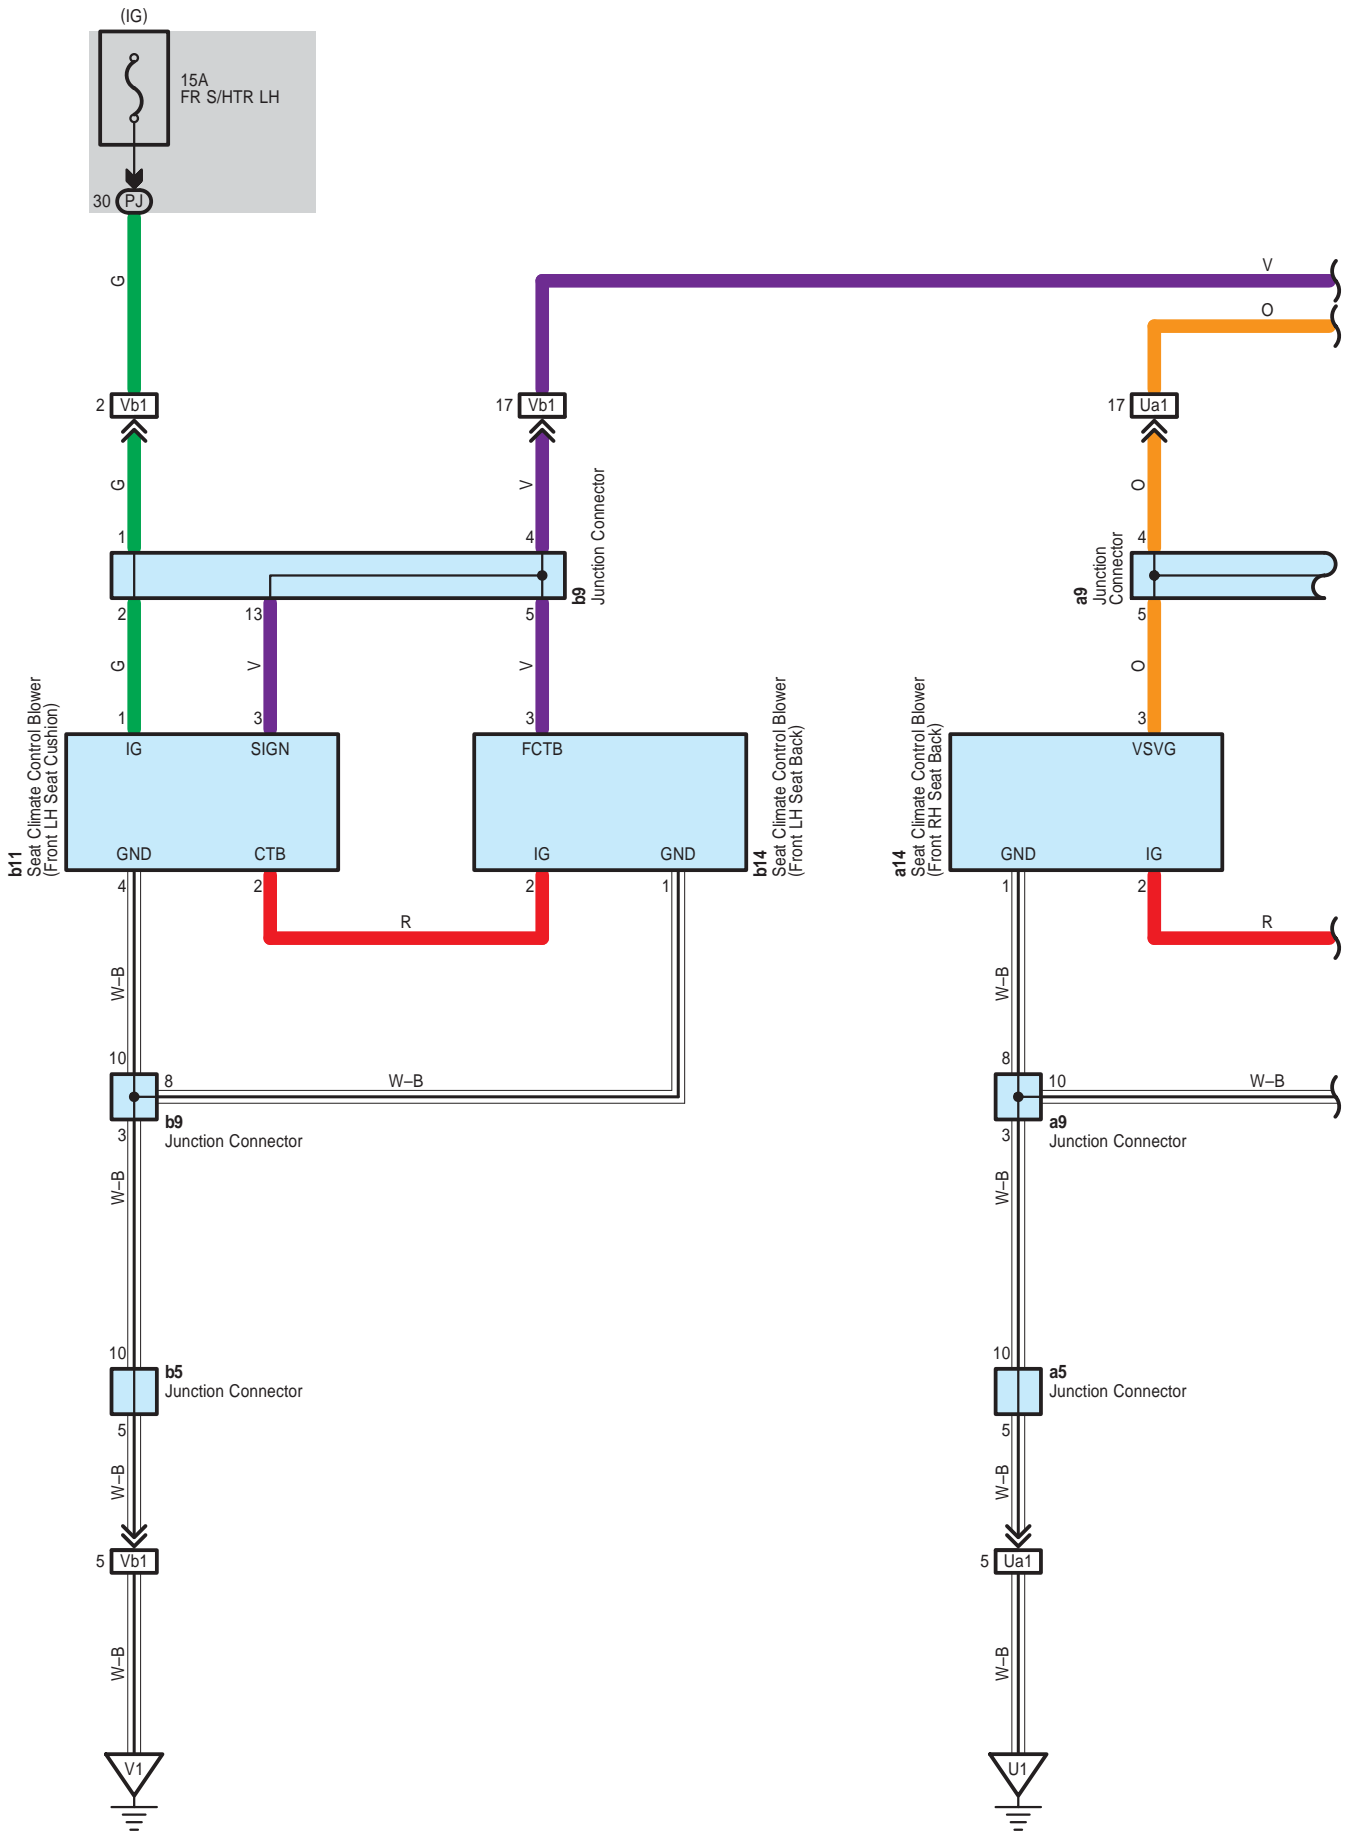 (IG)
15A
FR S/HTR LH
30
PJ
G
V
O
2
Vb1
17
Vb1
17
Ua1
G
V
O
1
4
4
b9
Junction Connector
a9
Junction
Connector
2
13
5
5
G
V
V
O
1
3
3
3
b11
Seat Climate Control Blower
(Front LH Seat Cushion)
IG
SIGN
GND
CTB
FCTB
IG
GND
b14
Seat Climate Control Blower
(Front LH Seat Back)
a14
Seat Climate Control Blower
(Front RH Seat Back)
VSVG
GND
IG
4
2
2
1
1
2
R
R
W–B
W–B
10
8
W–B
8
10
W–B
b9
Junction Connector
a9
Junction Connector
3
3
W–B
W–B
10
b5
Junction Connector
10
a5
Junction Connector
5
5
W–B
W–B
5
Vb1
5
Ua1
W–B
W–B
V1
U1